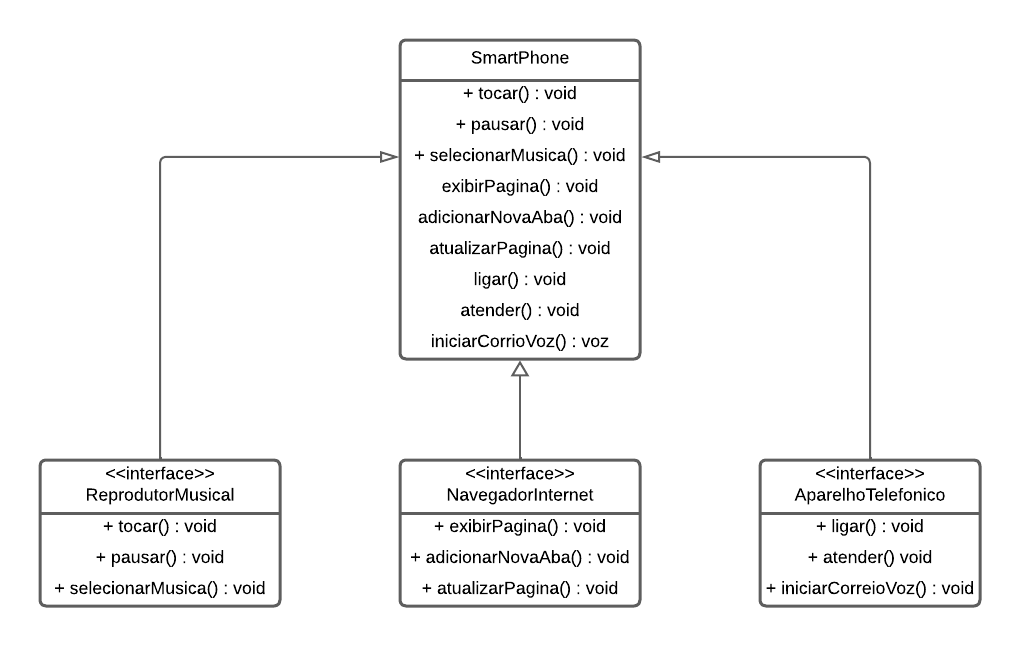 SmartPhone
+ tocar() : void
+ pausar() : void
+ selecionarMusica() : void
exibirPagina() : void
adicionarNovaAba() : void
atualizarPagina() : void
ligar() : void
atender() : void
iniciarCorrioVoz() : voz
<<interface>>
ReprodutorMusical
+ tocar() : void
+ pausar() : void
+ selecionarMusica() : void
<<interface>>
NavegadorInternet
+ exibirPagina() : void
+ adicionarNovaAba() : void
+ atualizarPagina() : void
<<interface>>
AparelhoTelefonico
+ ligar() : void
+ atender() void
+ iniciarCorreioVoz() : void